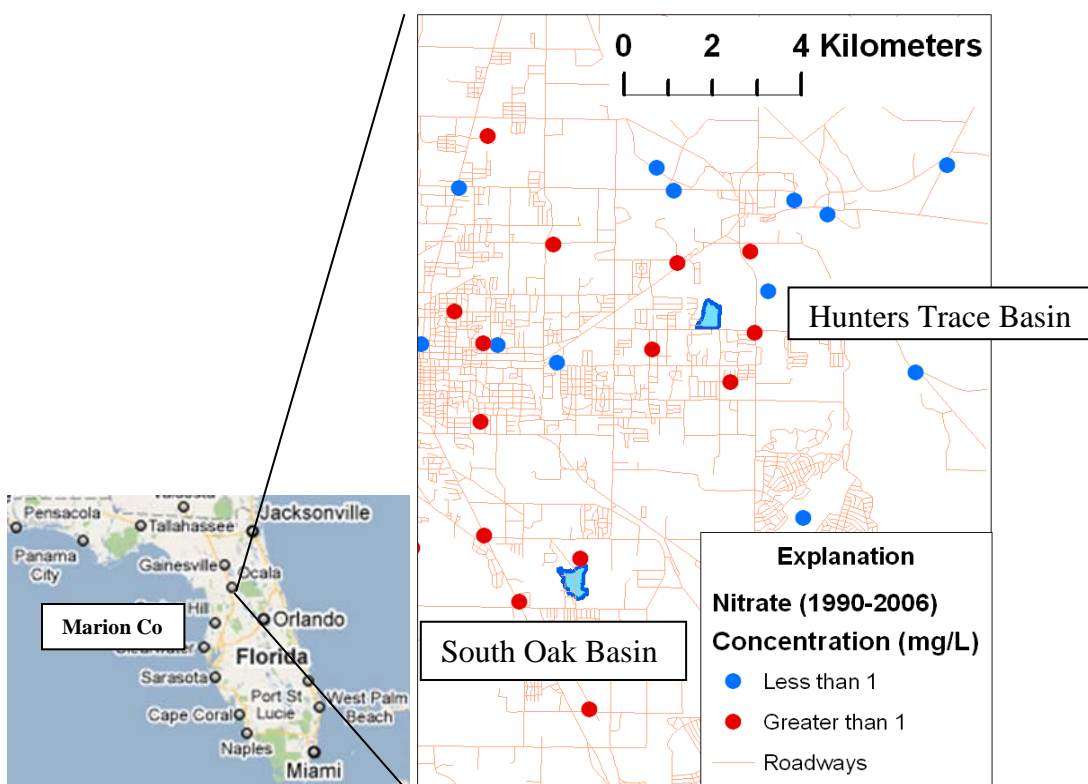 0 2 4 Kilometers
Hunters Trace Basin
South Oak Basin
Explanation
Nitrate (1990-2006)
Concentration (mg/L)
Less than 1
Greater than 1
Roadways
Pensacola
Tallahassee
Jacksonville
Panama
City
Gainesville
Ocala
Hill
Marion Co
Orlando
Florida
Sarasota
Port St
Lucie
West Palm
Beach
Cape Coral
Naples
Miami